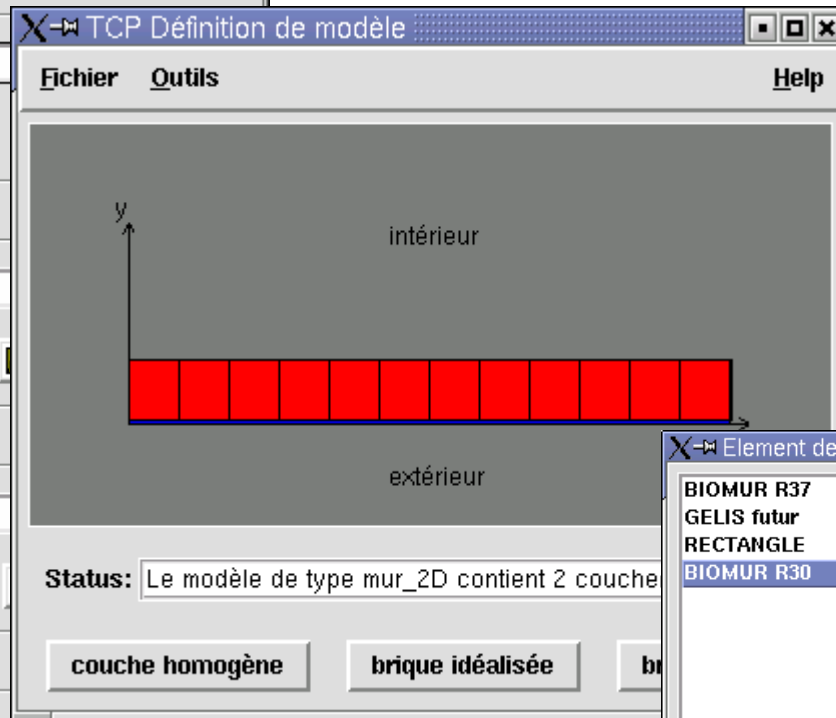 TCP Définition de modèle
Fichier Outils Help
y
intérieur
extérieur
Element de
BIOMUR R37
GELIS futur
RECTANGLE
BIOMUR R30
Status: Le modèle de type mur_2D contient 2 couche
couche homogène
brique idéalisée
br